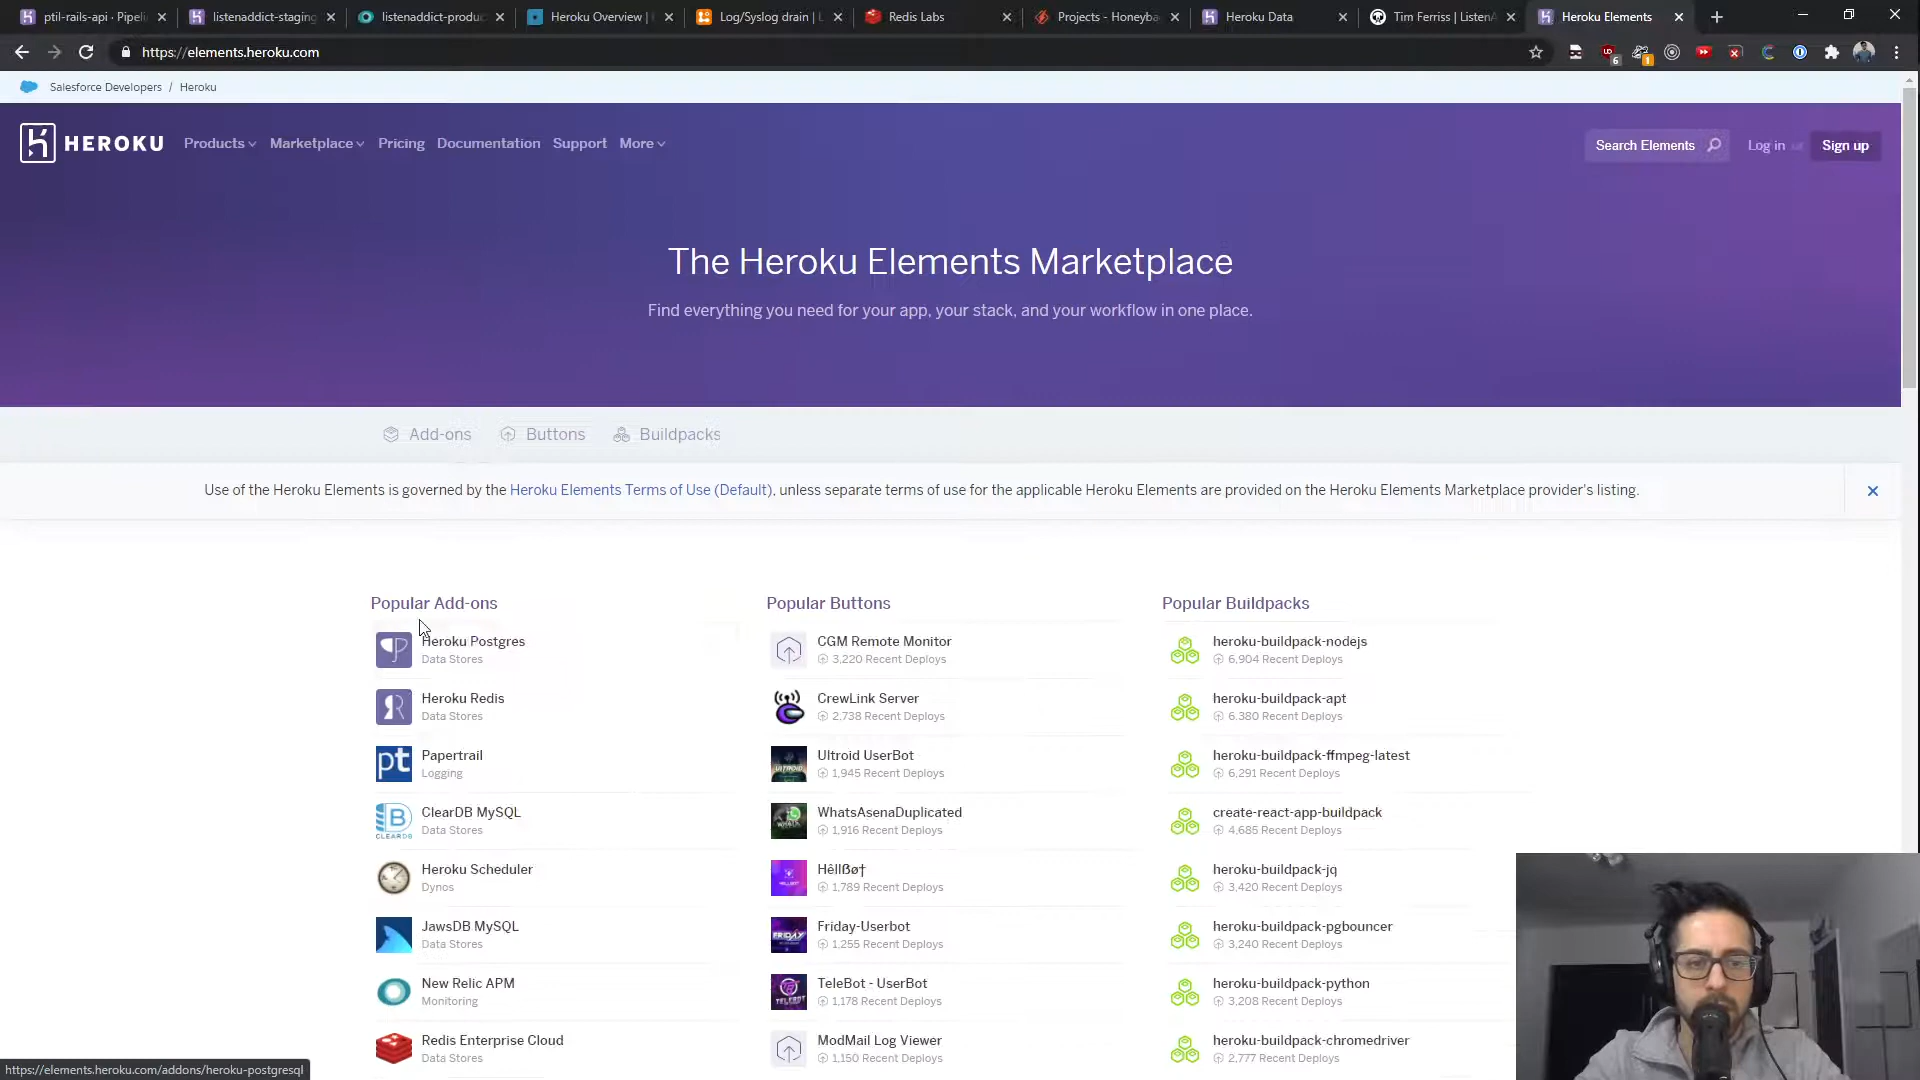 ptil-rails-api · Pipeli
listenaddict-staging
listenaddict-produc
Heroku Overview |
Log/Syslog drain | L
Redis Labs
Projects - Honeyba
Heroku Data
Tim Ferriss | ListenA
Heroku Elements
https://elements.heroku.com
6
1
Salesforce Developers / Heroku
HEROKU
Products
Marketplace
Pricing
Documentation
Support
More
Search Elements
Log in
Sign up
The Heroku Elements Marketplace
Find everything you need for your app, your stack, and your workflow in one place.
Add-ons
Buttons
Buildpacks
Use of the Heroku Elements is governed by the Heroku Elements Terms of Use (Default), unless separate terms of use for the applicable Heroku Elements are provided on the Heroku Elements Marketplace provider's listing.
Popular Add-ons
Heroku Postgres
Data Stores
Heroku Redis
Data Stores
pt
Papertrail
Logging
CLEARDB
ClearDB MySQL
Data Stores
Heroku Scheduler
Dynos
JawsDB MySQL
Data Stores
New Relic APM
Monitoring
Redis Enterprise Cloud
Data Stores
Popular Buttons
CGM Remote Monitor
3,220 Recent Deploys
CrewLink Server
2,738 Recent Deploys
Ultroid UserBot
1,945 Recent Deploys
WhatsAsenaDuplicated
1,916 Recent Deploys
Hêllẞø†
1,789 Recent Deploys
FRIDAY
Friday-Userbot
1,255 Recent Deploys
TELEBOT
TeleBot - UserBot
1,178 Recent Deploys
ModMail Log Viewer
1,150 Recent Deploys
Popular Buildpacks
heroku-buildpack-nodejs
6,904 Recent Deploys
heroku-buildpack-apt
6,380 Recent Deploys
heroku-buildpack-ffmpeg-latest
6,291 Recent Deploys
create-react-app-buildpack
4,685 Recent Deploys
heroku-buildpack-jq
3,420 Recent Deploys
heroku-buildpack-pgbouncer
3,240 Recent Deploys
heroku-buildpack-python
3,208 Recent Deploys
heroku-buildpack-chromedriver
2,777 Recent Deploys
https://elements.heroku.com/addons/heroku-postgresql